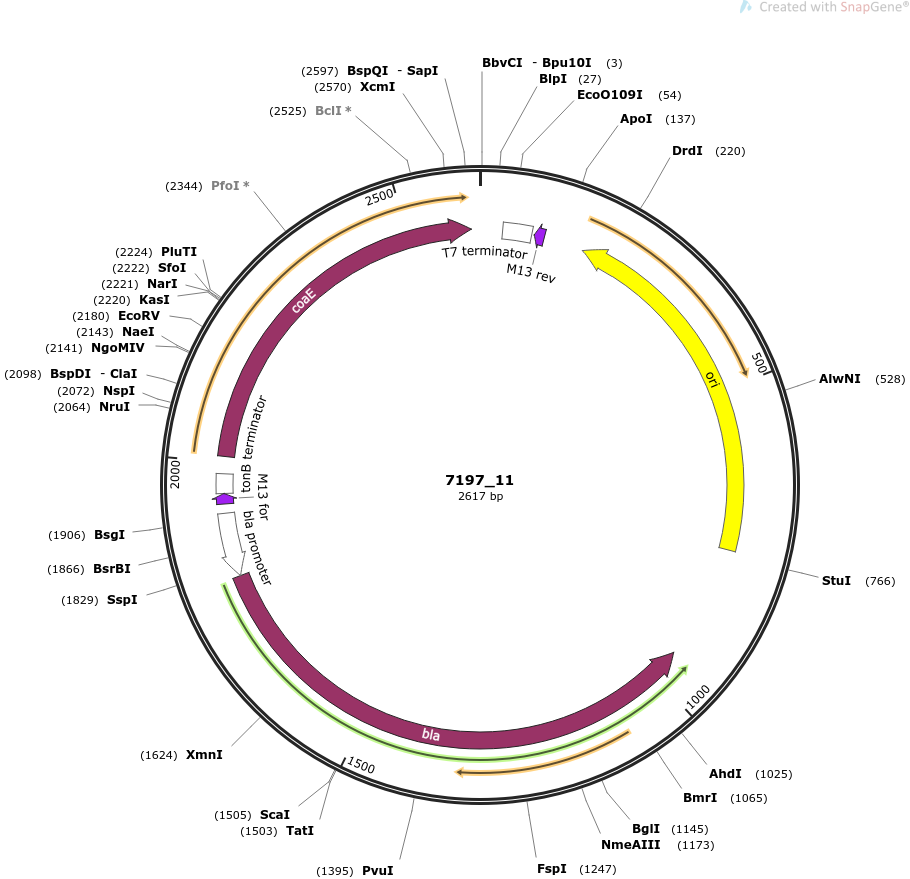 Created with SnapGene®
(2597) BspQI - SapI
(2570) XcmI
(2525) BclI *
(2344) PfoI *
(2224) PluTI
(2222) SfoI
(2221) NarI
(2220) KasI
(2180) EcoRV
(2143) NaeI
(2141) NgoMIV
(2098) BspDI - ClaI
(2072) NspI
(2064) NruI
(1906) BsgI
(1866) BsrBI
(1829) SspI
(1624) XmnI
(1505) ScaI
(1503) TatI
(1395) PvuI
BbvCI - Bpu10I (3)
BlpI (27)
EcoO109I (54)
ApoI (137)
DrdI (220)
AlwNI (528)
StuI (766)
AhdI (1025)
BmrI (1065)
BglI (1145)
NmeAIII (1173)
FspI (1247)
500
1000
1500
2000
2500
T7 terminator
M13 rev
ori
coaE
tonB terminator
M13 for
bla promoter
bla
7197_11
2617 bp